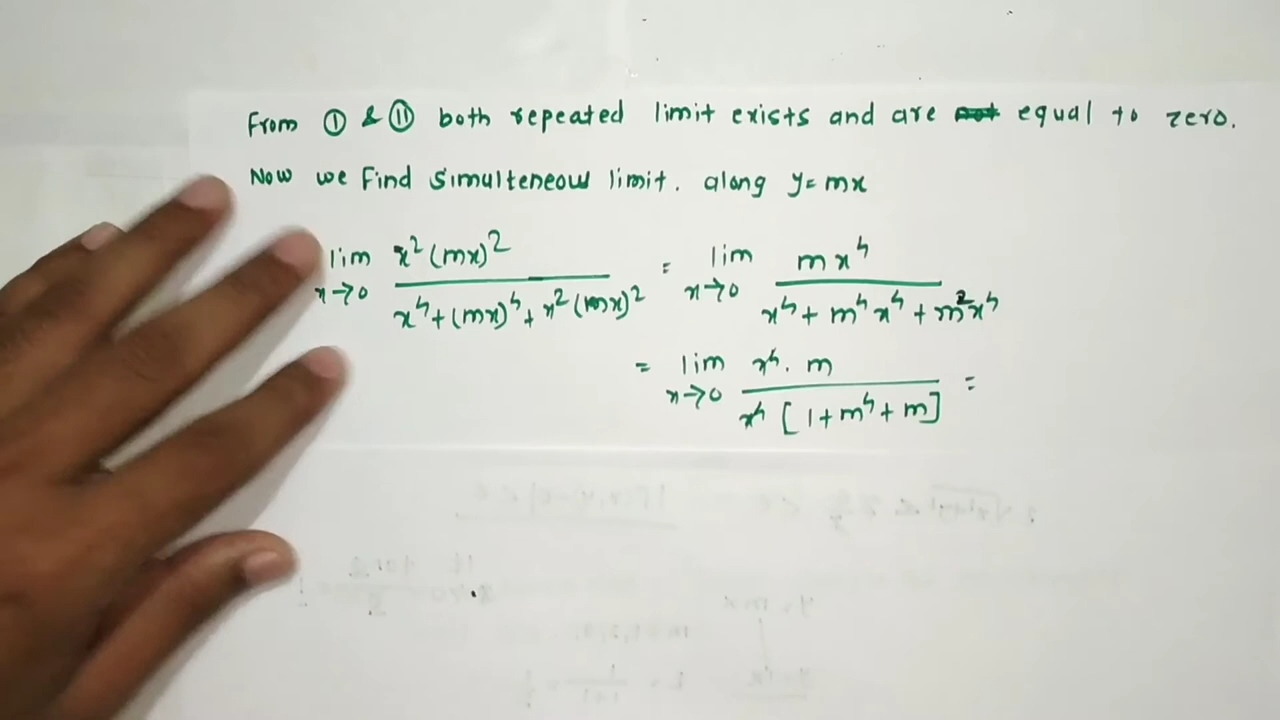 From ① & ⑪ both repeated limit exists and are not equal to zero.
Now we Find simulteneous limit. along y= mx
lim x→0 x²(mx)² / x⁴+(mx)⁴+x²(mx)² = lim x→0 mx⁴ / x⁴+m⁴x⁴+m²x⁴
= lim x→0 x⁴. m / x⁴ [1+m⁴+m] =